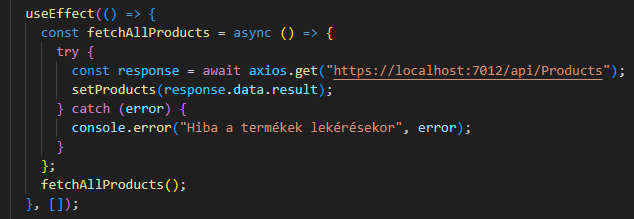 useEffect(() => {
const fetchAllProducts = async () => {
try {
const response = await axios.get("https://localhost:7012/api/Products");
setProducts(response.data.result);
} catch (error) {
console.error("Hiba a termékek lekérésekor", error);
}
};
fetchAllProducts();
}, []);